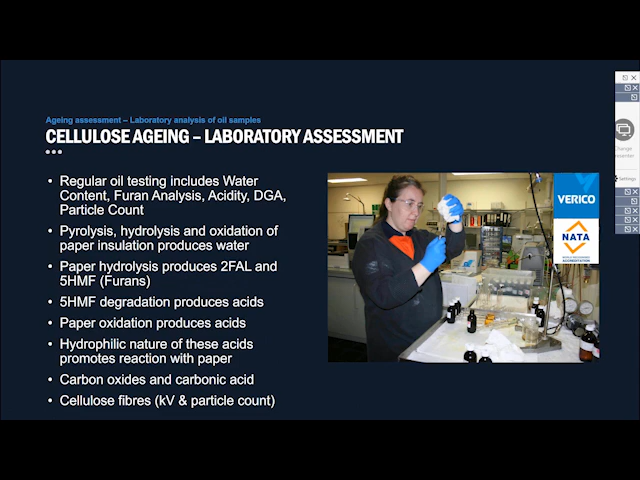 Ageing assessment – Laboratory analysis of oil samples
CELLULOSE AGEING – LABORATORY ASSESSMENT
• Regular oil testing includes Water
Content, Furan Analysis, Acidity, DGA,
Particle Count
• Pyrolysis, hydrolysis and oxidation of
paper insulation produces water
• Paper hydrolysis produces 2FAL and
5HMF (Furans)
• 5HMF degradation produces acids
• Paper oxidation produces acids
• Hydrophilic nature of these acids
promotes reaction with paper
• Carbon oxides and carbonic acid
• Cellulose fibres (kV & particle count)
VERICO
NATA
WORLD RECOGNISED
ACCREDITATION
Change
Settings